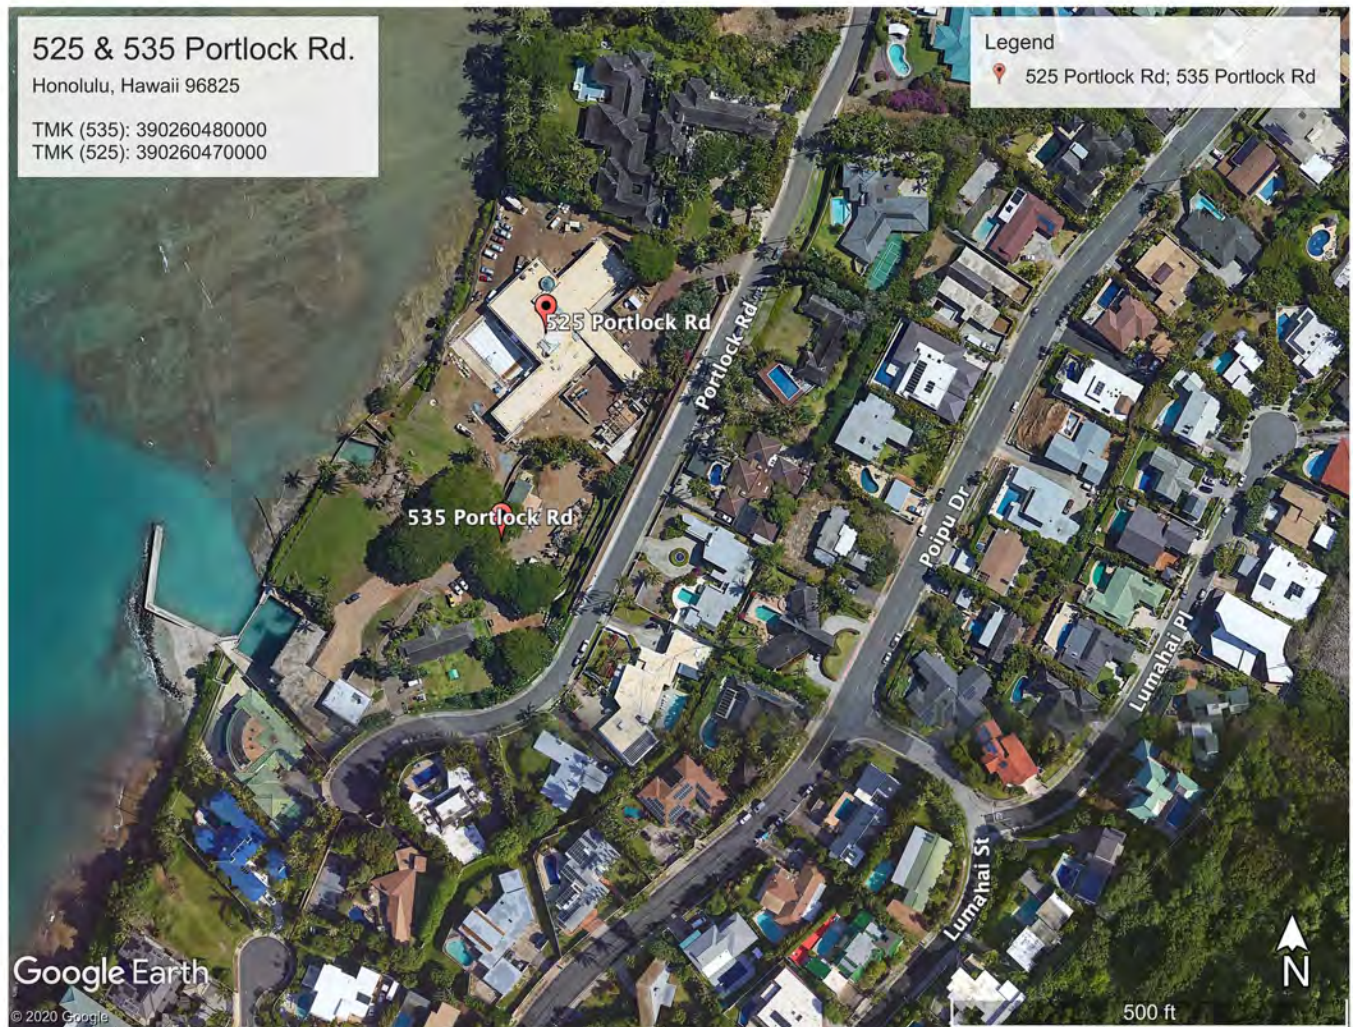 525 & 535 Portlock Rd.
Honolulu, Hawaii 96825
TMK (535): 390260480000
TMK (525): 390260470000
Legend
525 Portlock Rd; 535 Portlock Rd
525 Portlock Rd
Portlock Rd
535 Portlock Rd
Poipu Dr
Lumahai Pl
Lumahai St
N
Google Earth
© 2020 Google
500 ft